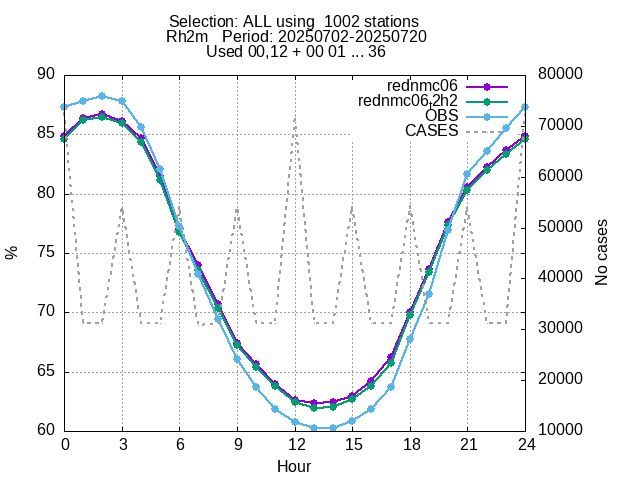 Selection: ALL using  1002 stations
Rh2m   Period: 20250702-20250720
Used 00,12 + 00 01 ... 36
90 80000
rednmc06
rednmc06,2h2
OBS
CASES
85 70000
80 60000
75 50000
70 40000
65 30000
60 20000
10000
%
No cases
0 3 6 9 12 15 18 21 24
Hour